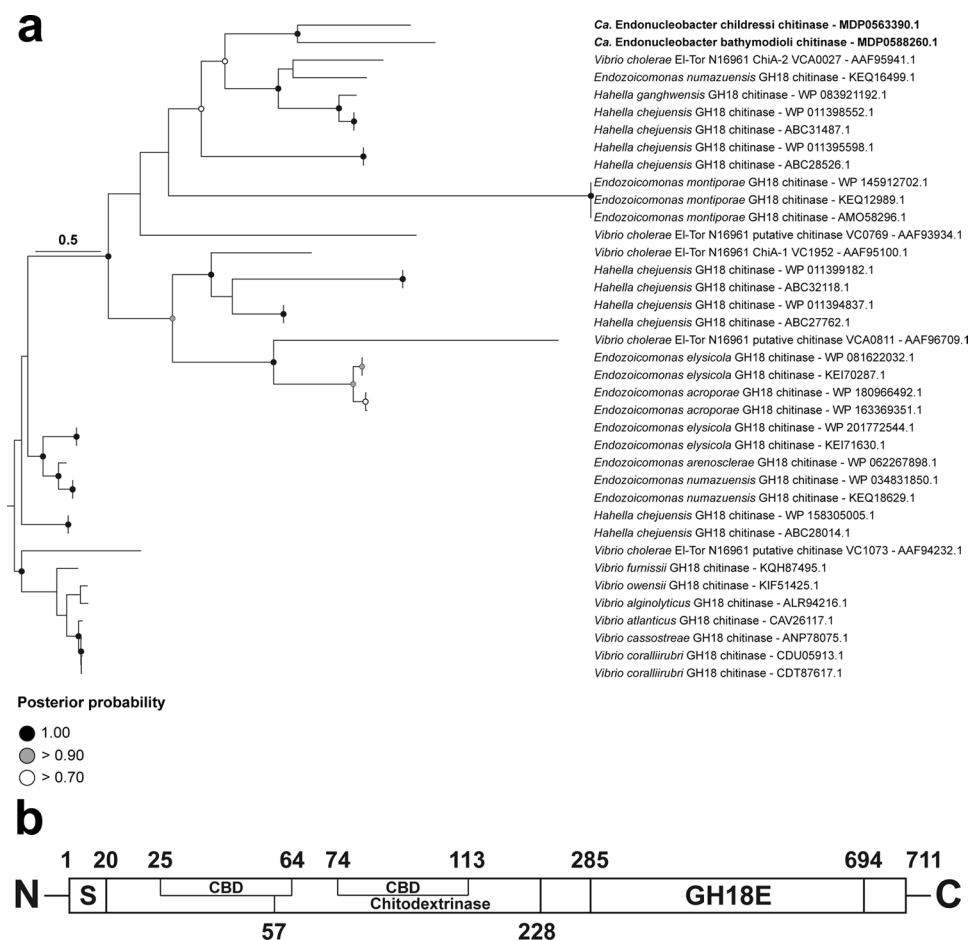 a
Ca. Endonucleobacter childressi chitinase - MDP0563390.1
Ca. Endonucleobacter bathymodioli chitinase - MDP0588260.1
Vibrio cholerae El-Tor N16961 ChiA-2 VCA0027 - AAF95941.1
Endozoicomonas numazuensis GH18 chitinase - KEQ16499.1
Hahella ganghwensis GH18 chitinase - WP 083921192.1
Hahella chejuensis GH18 chitinase - WP 011398552.1
Hahella chejuensis GH18 chitinase - ABC31487.1
Hahella chejuensis GH18 chitinase - WP 011395598.1
Hahella chejuensis GH18 chitinase - ABC28526.1
Endozoicomonas montiporae GH18 chitinase - WP 145912702.1
Endozoicomonas montiporae GH18 chitinase - KEQ12989.1
Endozoicomonas montiporae GH18 chitinase - AMO58296.1
Vibrio cholerae El-Tor N16961 putative chitinase VC0769 - AAF93934.1
0.5
Vibrio cholerae El-Tor N16961 ChiA-1 VC1952 - AAF95100.1
Hahella chejuensis GH18 chitinase - WP 011399182.1
Hahella chejuensis GH18 chitinase - ABC32118.1
Hahella chejuensis GH18 chitinase - WP 011394837.1
Hahella chejuensis GH18 chitinase - ABC27762.1
Vibrio cholerae El-Tor N16961 putative chitinase VCA0811 - AAF96709.1
Endozoicomonas elysicola GH18 chitinase - WP 081622032.1
Endozoicomonas elysicola GH18 chitinase - KEI70287.1
Endozoicomonas acroporae GH18 chitinase - WP 180966492.1
Endozoicomonas acroporae GH18 chitinase - WP 163369351.1
Endozoicomonas elysicola GH18 chitinase - WP 201772544.1
Endozoicomonas elysicola GH18 chitinase - KEI71630.1
Endozoicomonas arenosclerae GH18 chitinase - WP 062267898.1
Endozoicomonas numazuensis GH18 chitinase - WP 034831850.1
Endozoicomonas numazuensis GH18 chitinase - KEQ18629.1
Hahella chejuensis GH18 chitinase - WP 158305005.1
Hahella chejuensis GH18 chitinase - ABC28014.1
Vibrio cholerae El-Tor N16961 putative chitinase VC1073 - AAF94232.1
Vibrio furnissii GH18 chitinase - KQH87495.1
Vibrio owensii GH18 chitinase - KIF51425.1
Vibrio alginolyticus GH18 chitinase - ALR94216.1
Vibrio atlanticus GH18 chitinase - CAV26117.1
Vibrio cassostreae GH18 chitinase - ANP78075.1
Vibrio coralliirubri GH18 chitinase - CDU05913.1
Vibrio coralliirubri GH18 chitinase - CDT87617.1
Posterior probability
1.00
> 0.90
> 0.70
b
1 20 25 64 74 113 285 694 711
N S CBD CBD GH18E C
Chitodextrinase
57 228